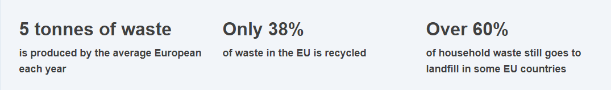 5 tonnes of waste
is produced by the average European
each year
Only 38%
of waste in the EU is recycled
Over 60%
of household waste still goes to
landfill in some EU countries